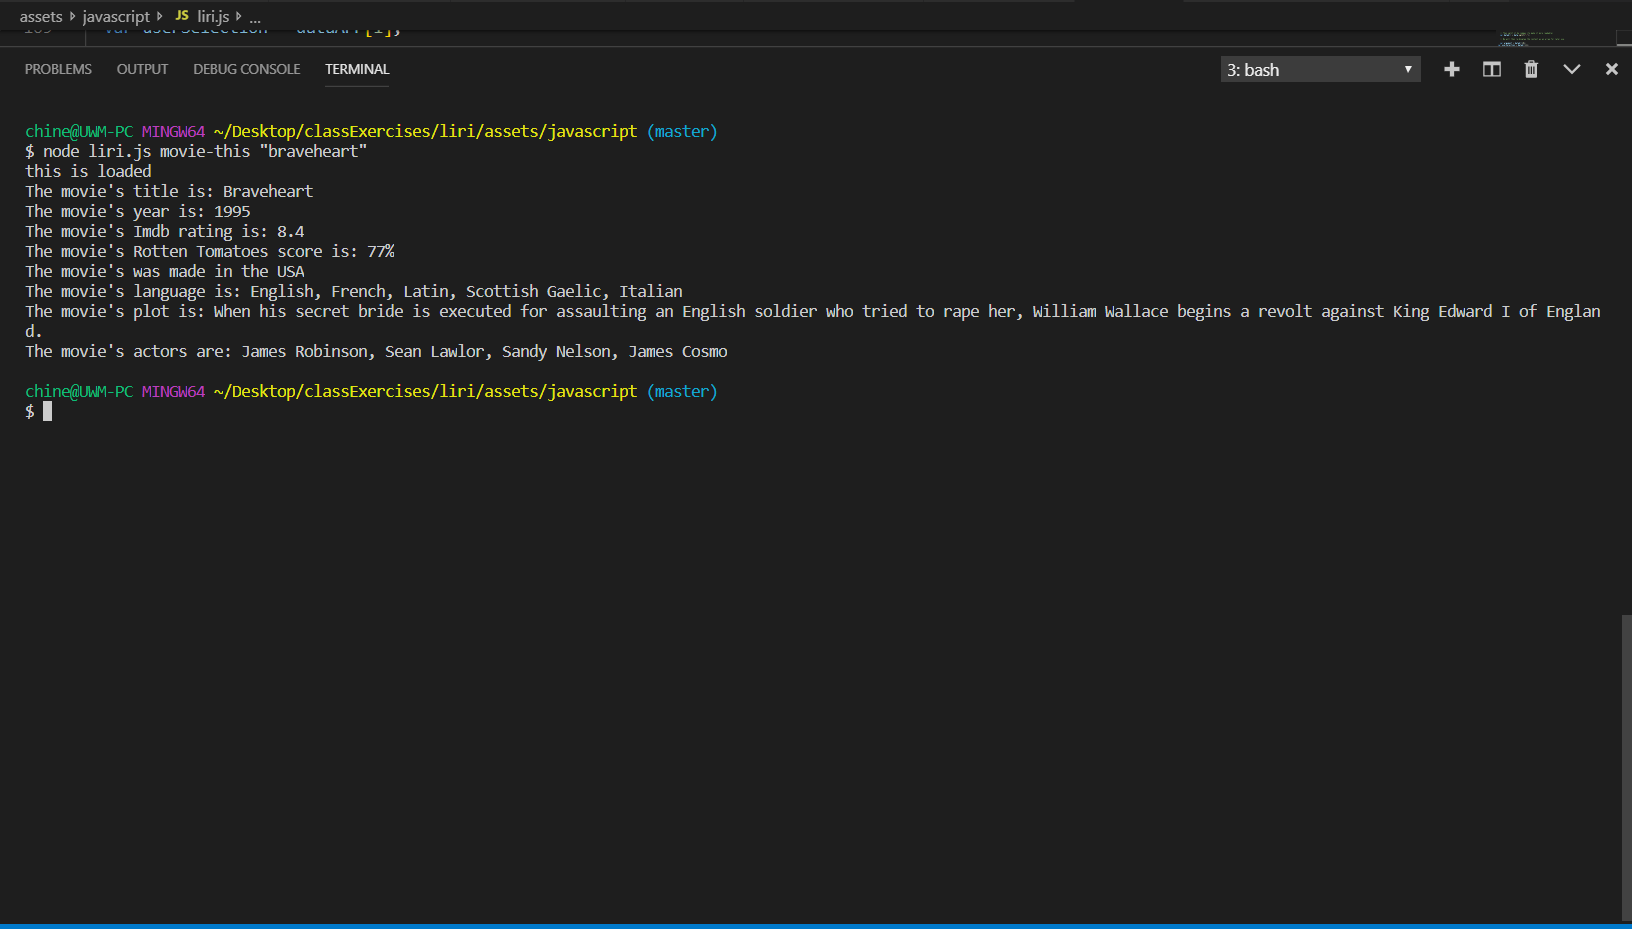 assets javascript JS liri.js ...
PROBLEMS OUTPUT DEBUG CONSOLE TERMINAL 3: bash
chine@UWM-PC MINGW64 ~/Desktop/classExercises/liri/assets/javascript (master)
$ node liri.js movie-this "braveheart"
this is loaded
The movie's title is: Braveheart
The movie's year is: 1995
The movie's Imdb rating is: 8.4
The movie's Rotten Tomatoes score is: 77%
The movie's was made in the USA
The movie's language is: English, French, Latin, Scottish Gaelic, Italian
The movie's plot is: When his secret bride is executed for assaulting an English soldier who tried to rape her, William Wallace begins a revolt against King Edward I of Englan
d.
The movie's actors are: James Robinson, Sean Lawlor, Sandy Nelson, James Cosmo
chine@UWM-PC MINGW64 ~/Desktop/classExercises/liri/assets/javascript (master)
$